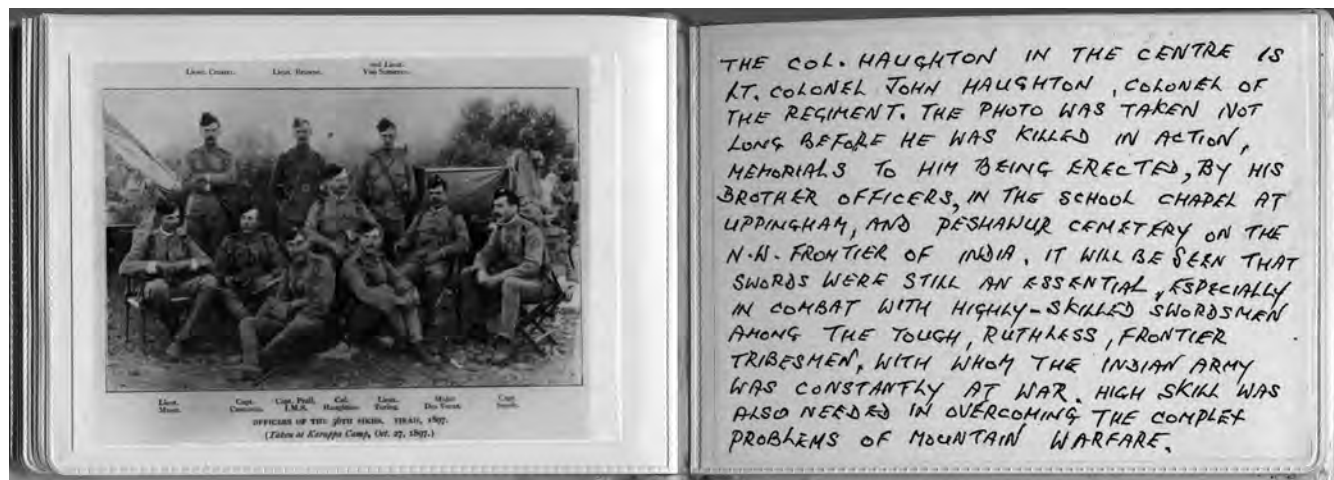 2nd Lieut.
Lieut. Lieut. Van Someren.
Lieut. Capt. Capt. Prall, Col. Lieut. Major Capt.
Munn. Custance. I.M.S. Haughton. Turing. Des Voeux. Searle.
OFFICERS OF THE 36TH SIKHS. TIRAH, 1897.
(Taken at Karappa Camp, Oct. 27, 1897.)
THE COL. HAUGHTON IN THE CENTRE IS
LT. COLONEL JOHN HAUGHTON, COLONEL OF
THE REGIMENT. THE PHOTO WAS TAKEN NOT
LONG BEFORE HE WAS KILLED IN ACTION,
MEMORIALS TO HIM BEING ERECTED, BY HIS
BROTHER OFFICERS, IN THE SCHOOL CHAPEL AT
UPPINGHAM, AND PESHAWUR CEMETERY ON THE
N.W. FRONTIER OF INDIA. IT WILL BE SEEN THAT
SWORDS WERE STILL AN ESSENTIAL, ESPECIALLY
IN COMBAT WITH HIGHLY-SKILLED SWORDSMEN
AMONG THE TOUGH, RUTHLESS, FRONTIER
TRIBESMEN, WITH WHOM THE INDIAN ARMY
WAS CONSTANTLY AT WAR. HIGH SKILL WAS
ALSO NEEDED IN OVERCOMING THE COMPLEX
PROBLEMS OF MOUNTAIN WARFARE.